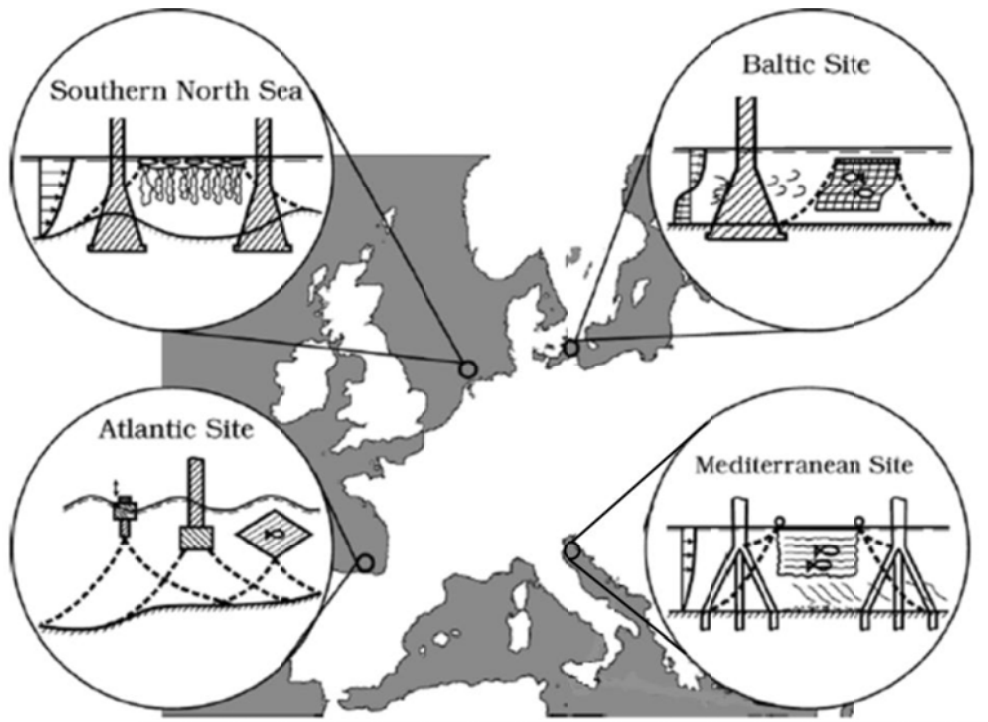 Southern North Sea
Baltic Site
Atlantic Site
Mediterranean Site